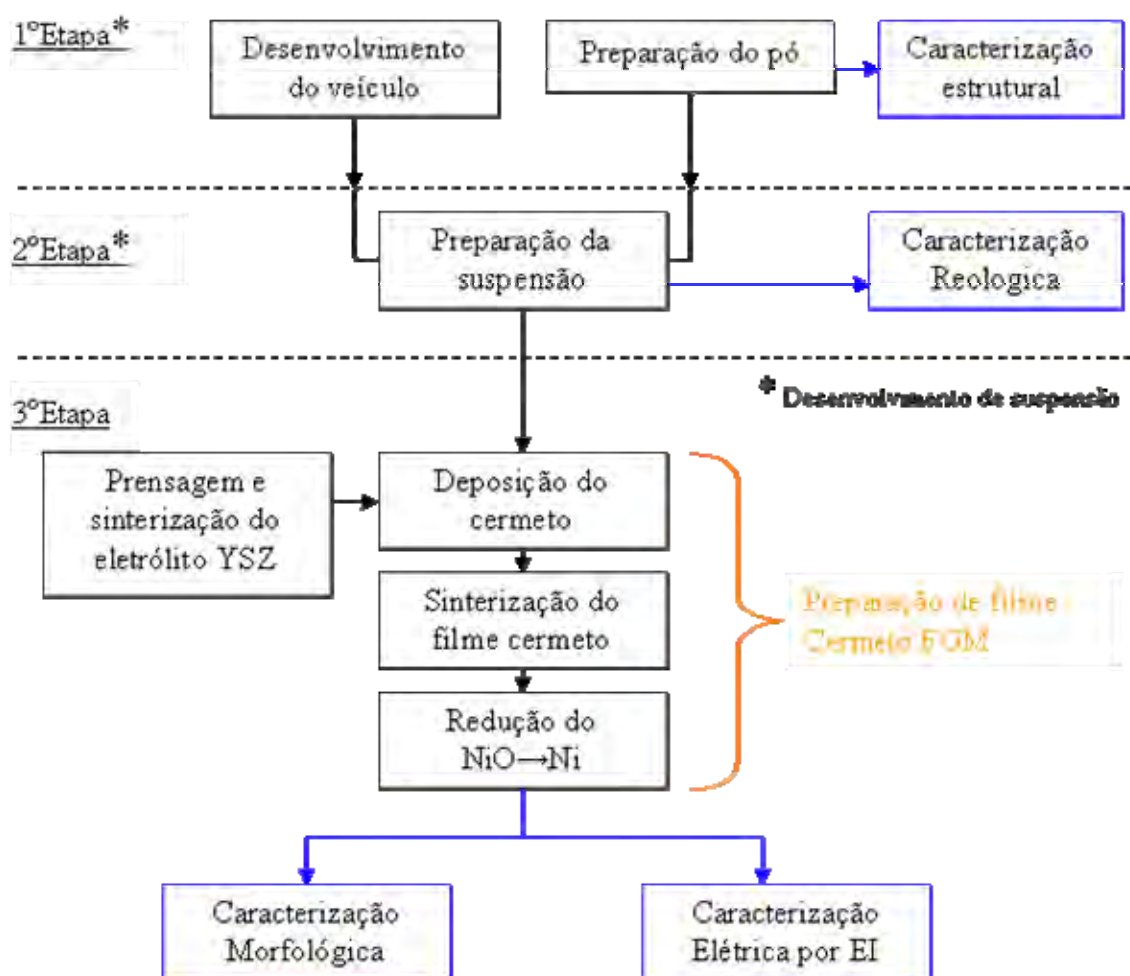 1ºEtapa*
Desenvolvimento
do veículo
Preparação do pó
Caracterização
estrutural
2ºEtapa*
Preparação da
suspensão
Caracterização
Reologica
* Desenvolvimento de suspensão
3ºEtapa
Prensagem e
sinterização do
eletrólito YSZ
Deposição do
cermeto
Sinterização do
filme cermeto
Redução do
NiO→Ni
Preparação de filme
Cermeto FGM
Caracterização
Morfológica
Caracterização
Elétrica por EI